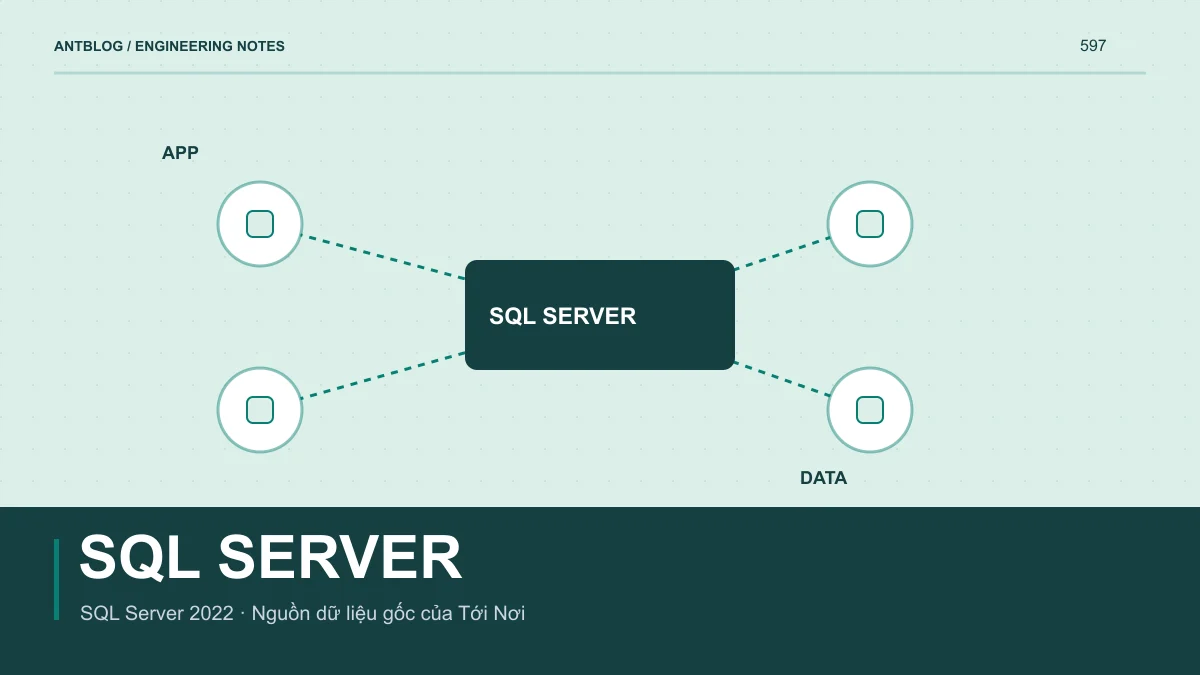 ANTBLOG / ENGINEERING NOTES
597
APP
SQL SERVER
DATA
SQL SERVER
SQL Server 2022 · Nguồn dữ liệu gốc của Tới Nơi